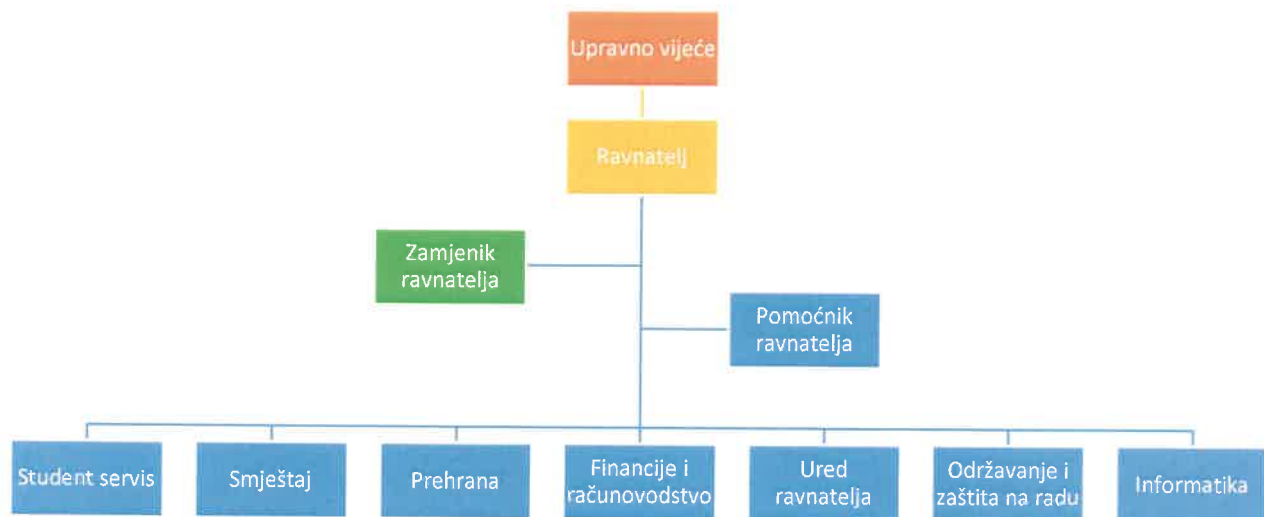 Upravno vijeće
Ravnatelj
Zamjenik
ravnatelja
Pomoćnik
ravnatelja
Student servis
Smještaj
Prehrana
Financije i
računovodstvo
Ured
ravnatelja
Održavanje i
zaštita na radu
Informatika